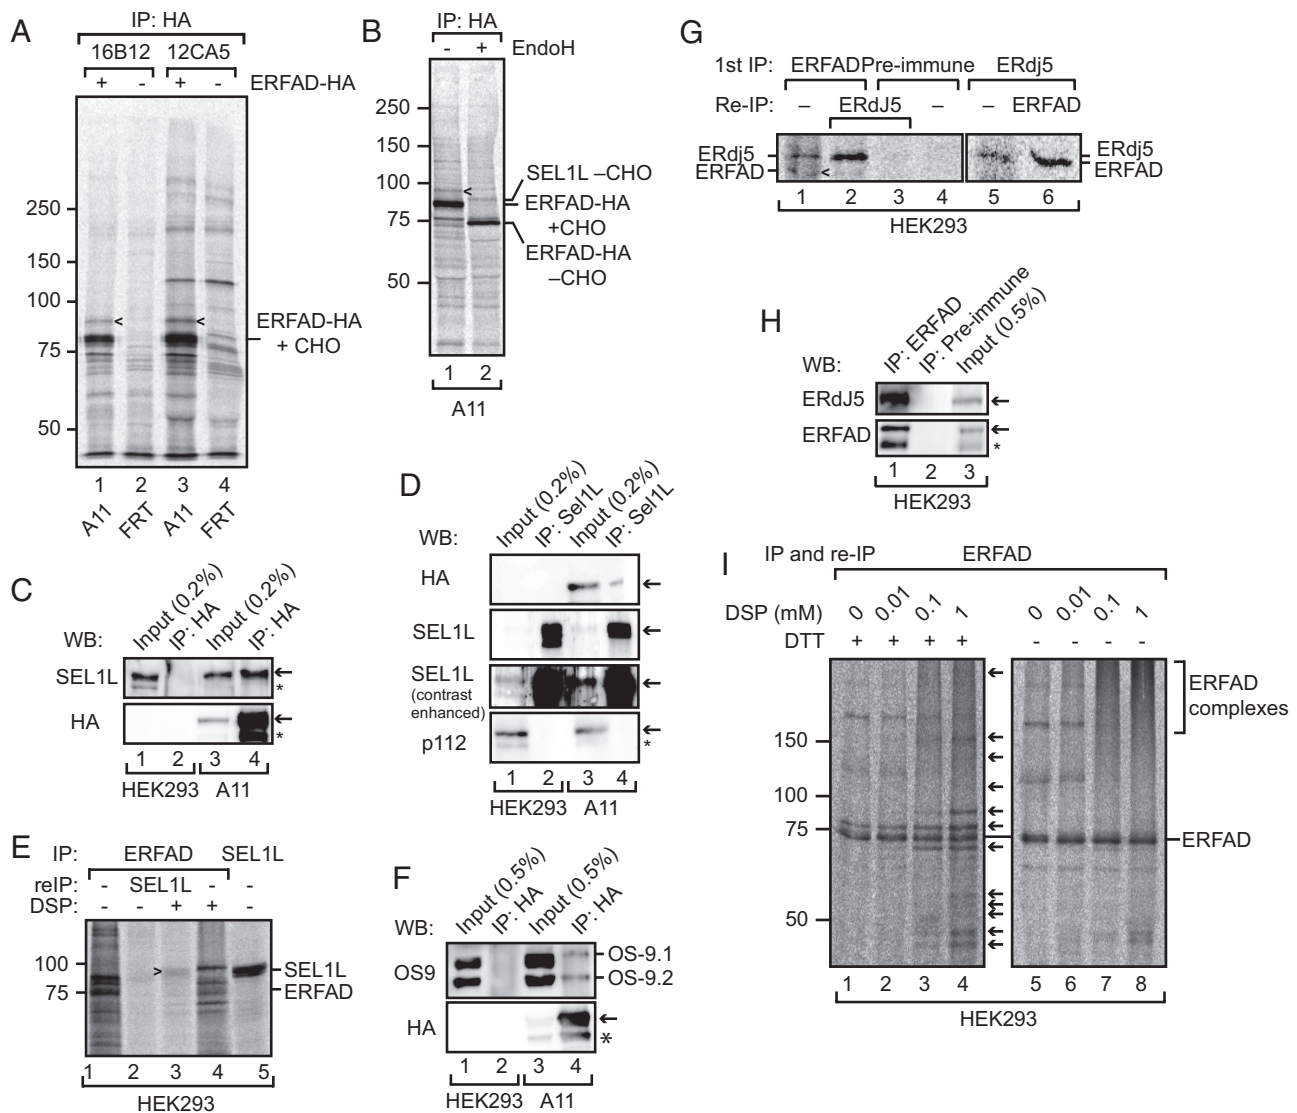 A
IP: HA
16B12 12CA5
+ - + - ERFAD-HA
250
150
100
75
50
<
<
ERFAD-HA
+ CHO
1 2 3 4
A11 FRT A11 FRT
B
IP: HA
- + EndoH
250
150
100
75
50
<
SEL1L –CHO
ERFAD-HA
+CHO
ERFAD-HA
–CHO
1 2
A11
C
WB: Input (0.2%) IP: HA Input (0.2%) IP: HA
SEL1L ←
*
HA ←
*
1 2 3 4
HEK293 A11
D
WB: Input (0.2%) IP: Sel1L Input (0.2%) IP: Sel1L
HA ←
SEL1L ←
SEL1L ←
(contrast
enhanced)
p112 ←
*
1 2 3 4
HEK293 A11
E
IP: ERFAD SEL1L
reIP: - SEL1L - -
DSP: - - + + -
100
75
>
SEL1L
ERFAD
1 2 3 4 5
HEK293
F
WB: Input (0.5%) IP: HA Input (0.5%) IP: HA
OS9
OS-9.1
OS-9.2
HA ←
*
1 2 3 4
HEK293 A11
G
1st IP: ERFAD Pre-immune ERdj5
Re-IP: – ERdJ5 – – ERFAD
ERdj5 ERdj5
ERFAD < ERFAD
1 2 3 4 5 6
HEK293
H
WB: IP: ERFAD IP: Pre-immune Input (0.5%)
ERdJ5 ←
ERFAD ←
*
1 2 3
HEK293
I
IP and re-IP ERFAD
DSP (mM) 0 0.01 0.1 1 0 0.01 0.1 1
DTT + + + + - - - -
150
100
75
50
ERFAD
complexes
ERFAD
1 2 3 4 5 6 7 8
HEK293